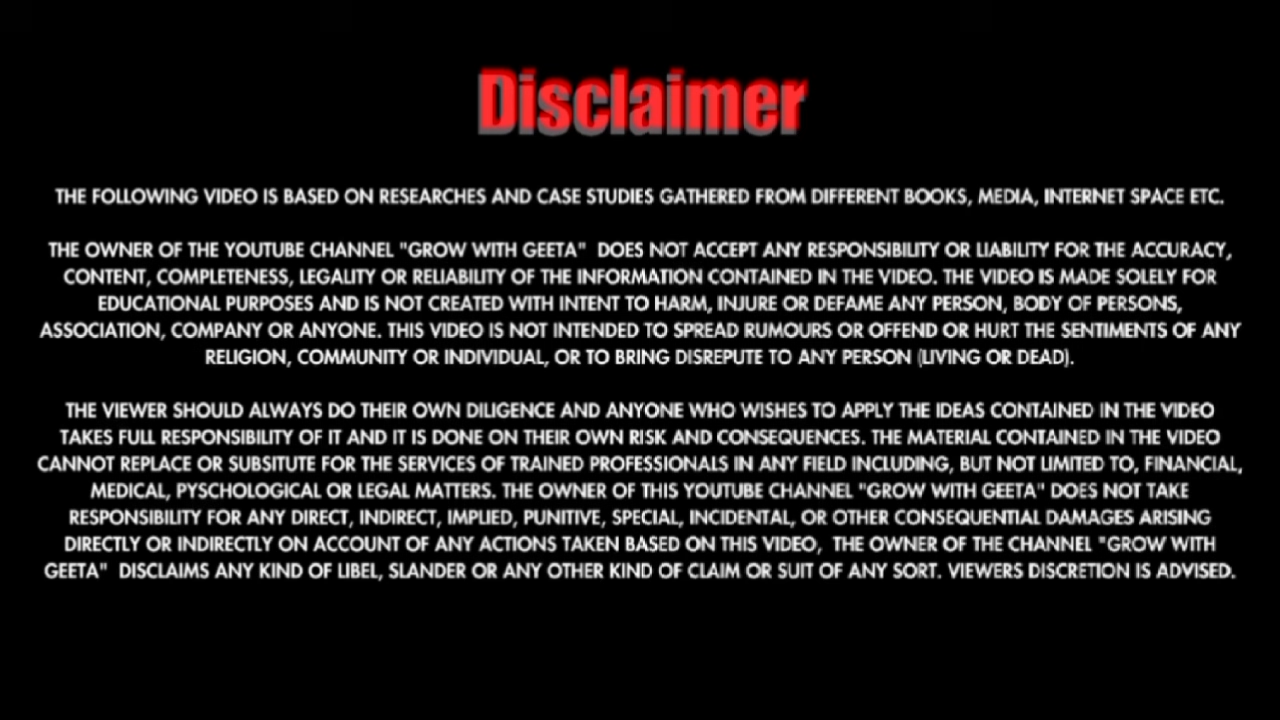 Disclaimer
THE FOLLOWING VIDEO IS BASED ON RESEARCHES AND CASE STUDIES GATHERED FROM DIFFERENT BOOKS, MEDIA, INTERNET SPACE ETC.
THE OWNER OF THE YOUTUBE CHANNEL "GROW WITH GEETA" DOES NOT ACCEPT ANY RESPONSIBILITY OR LIABILITY FOR THE ACCURACY,
CONTENT, COMPLETENESS, LEGALITY OR RELIABILITY OF THE INFORMATION CONTAINED IN THE VIDEO. THE VIDEO IS MADE SOLELY FOR
EDUCATIONAL PURPOSES AND IS NOT CREATED WITH INTENT TO HARM, INJURE OR DEFAME ANY PERSON, BODY OF PERSONS,
ASSOCIATION, COMPANY OR ANYONE. THIS VIDEO IS NOT INTENDED TO SPREAD RUMOURS OR OFFEND OR HURT THE SENTIMENTS OF ANY
RELIGION, COMMUNITY OR INDIVIDUAL, OR TO BRING DISREPUTE TO ANY PERSON (LIVING OR DEAD).
THE VIEWER SHOULD ALWAYS DO THEIR OWN DILIGENCE AND ANYONE WHO WISHES TO APPLY THE IDEAS CONTAINED IN THE VIDEO
TAKES FULL RESPONSIBILITY OF IT AND IT IS DONE ON THEIR OWN RISK AND CONSEQUENCES. THE MATERIAL CONTAINED IN THE VIDEO
CANNOT REPLACE OR SUBSITUTE FOR THE SERVICES OF TRAINED PROFESSIONALS IN ANY FIELD INCLUDING, BUT NOT LIMITED TO, FINANCIAL,
MEDICAL, PYSCHOLOGICAL OR LEGAL MATTERS. THE OWNER OF THIS YOUTUBE CHANNEL "GROW WITH GEETA" DOES NOT TAKE
RESPONSIBILITY FOR ANY DIRECT, INDIRECT, IMPLIED, PUNITIVE, SPECIAL, INCIDENTAL, OR OTHER CONSEQUENTIAL DAMAGES ARISING
DIRECTLY OR INDIRECTLY ON ACCOUNT OF ANY ACTIONS TAKEN BASED ON THIS VIDEO, THE OWNER OF THE CHANNEL "GROW WITH
GEETA" DISCLAIMS ANY KIND OF LIBEL, SLANDER OR ANY OTHER KIND OF CLAIM OR SUIT OF ANY SORT. VIEWERS DISCRETION IS ADVISED.